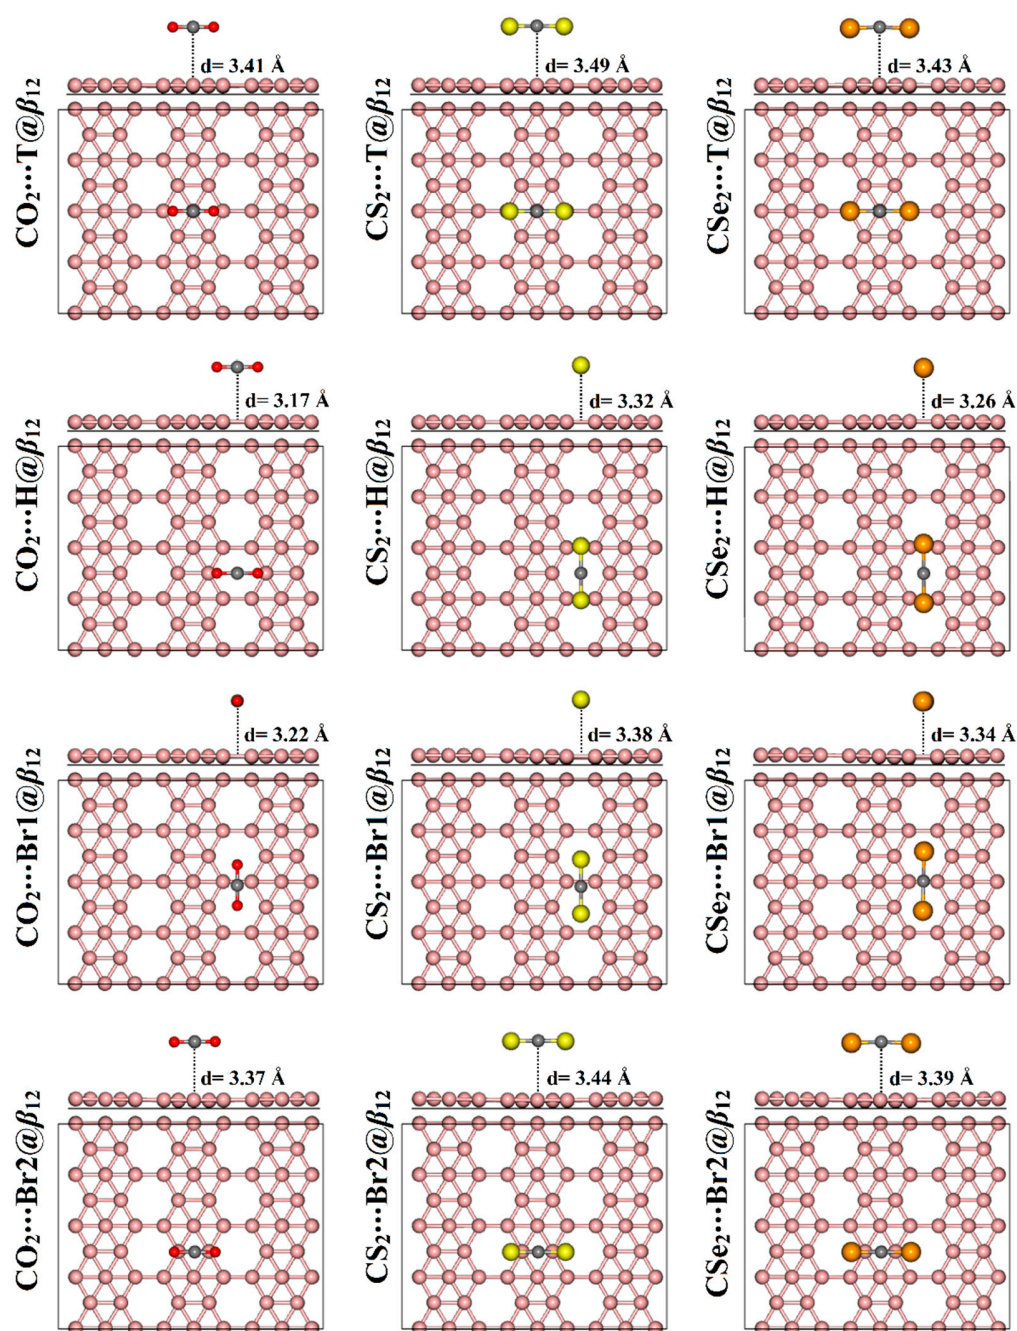 CO₂···T@β₁₂
d= 3.41 Å
CS₂···T@β₁₂
d= 3.49 Å
CSe₂···T@β₁₂
d= 3.43 Å
CO₂···H@β₁₂
d= 3.17 Å
CS₂···H@β₁₂
d= 3.32 Å
CSe₂···H@β₁₂
d= 3.26 Å
CO₂···Br1@β₁₂
d= 3.22 Å
CS₂···Br1@β₁₂
d= 3.38 Å
CSe₂···Br1@β₁₂
d= 3.34 Å
CO₂···Br2@β₁₂
d= 3.37 Å
CS₂···Br2@β₁₂
d= 3.44 Å
CSe₂···Br2@β₁₂
d= 3.39 Å